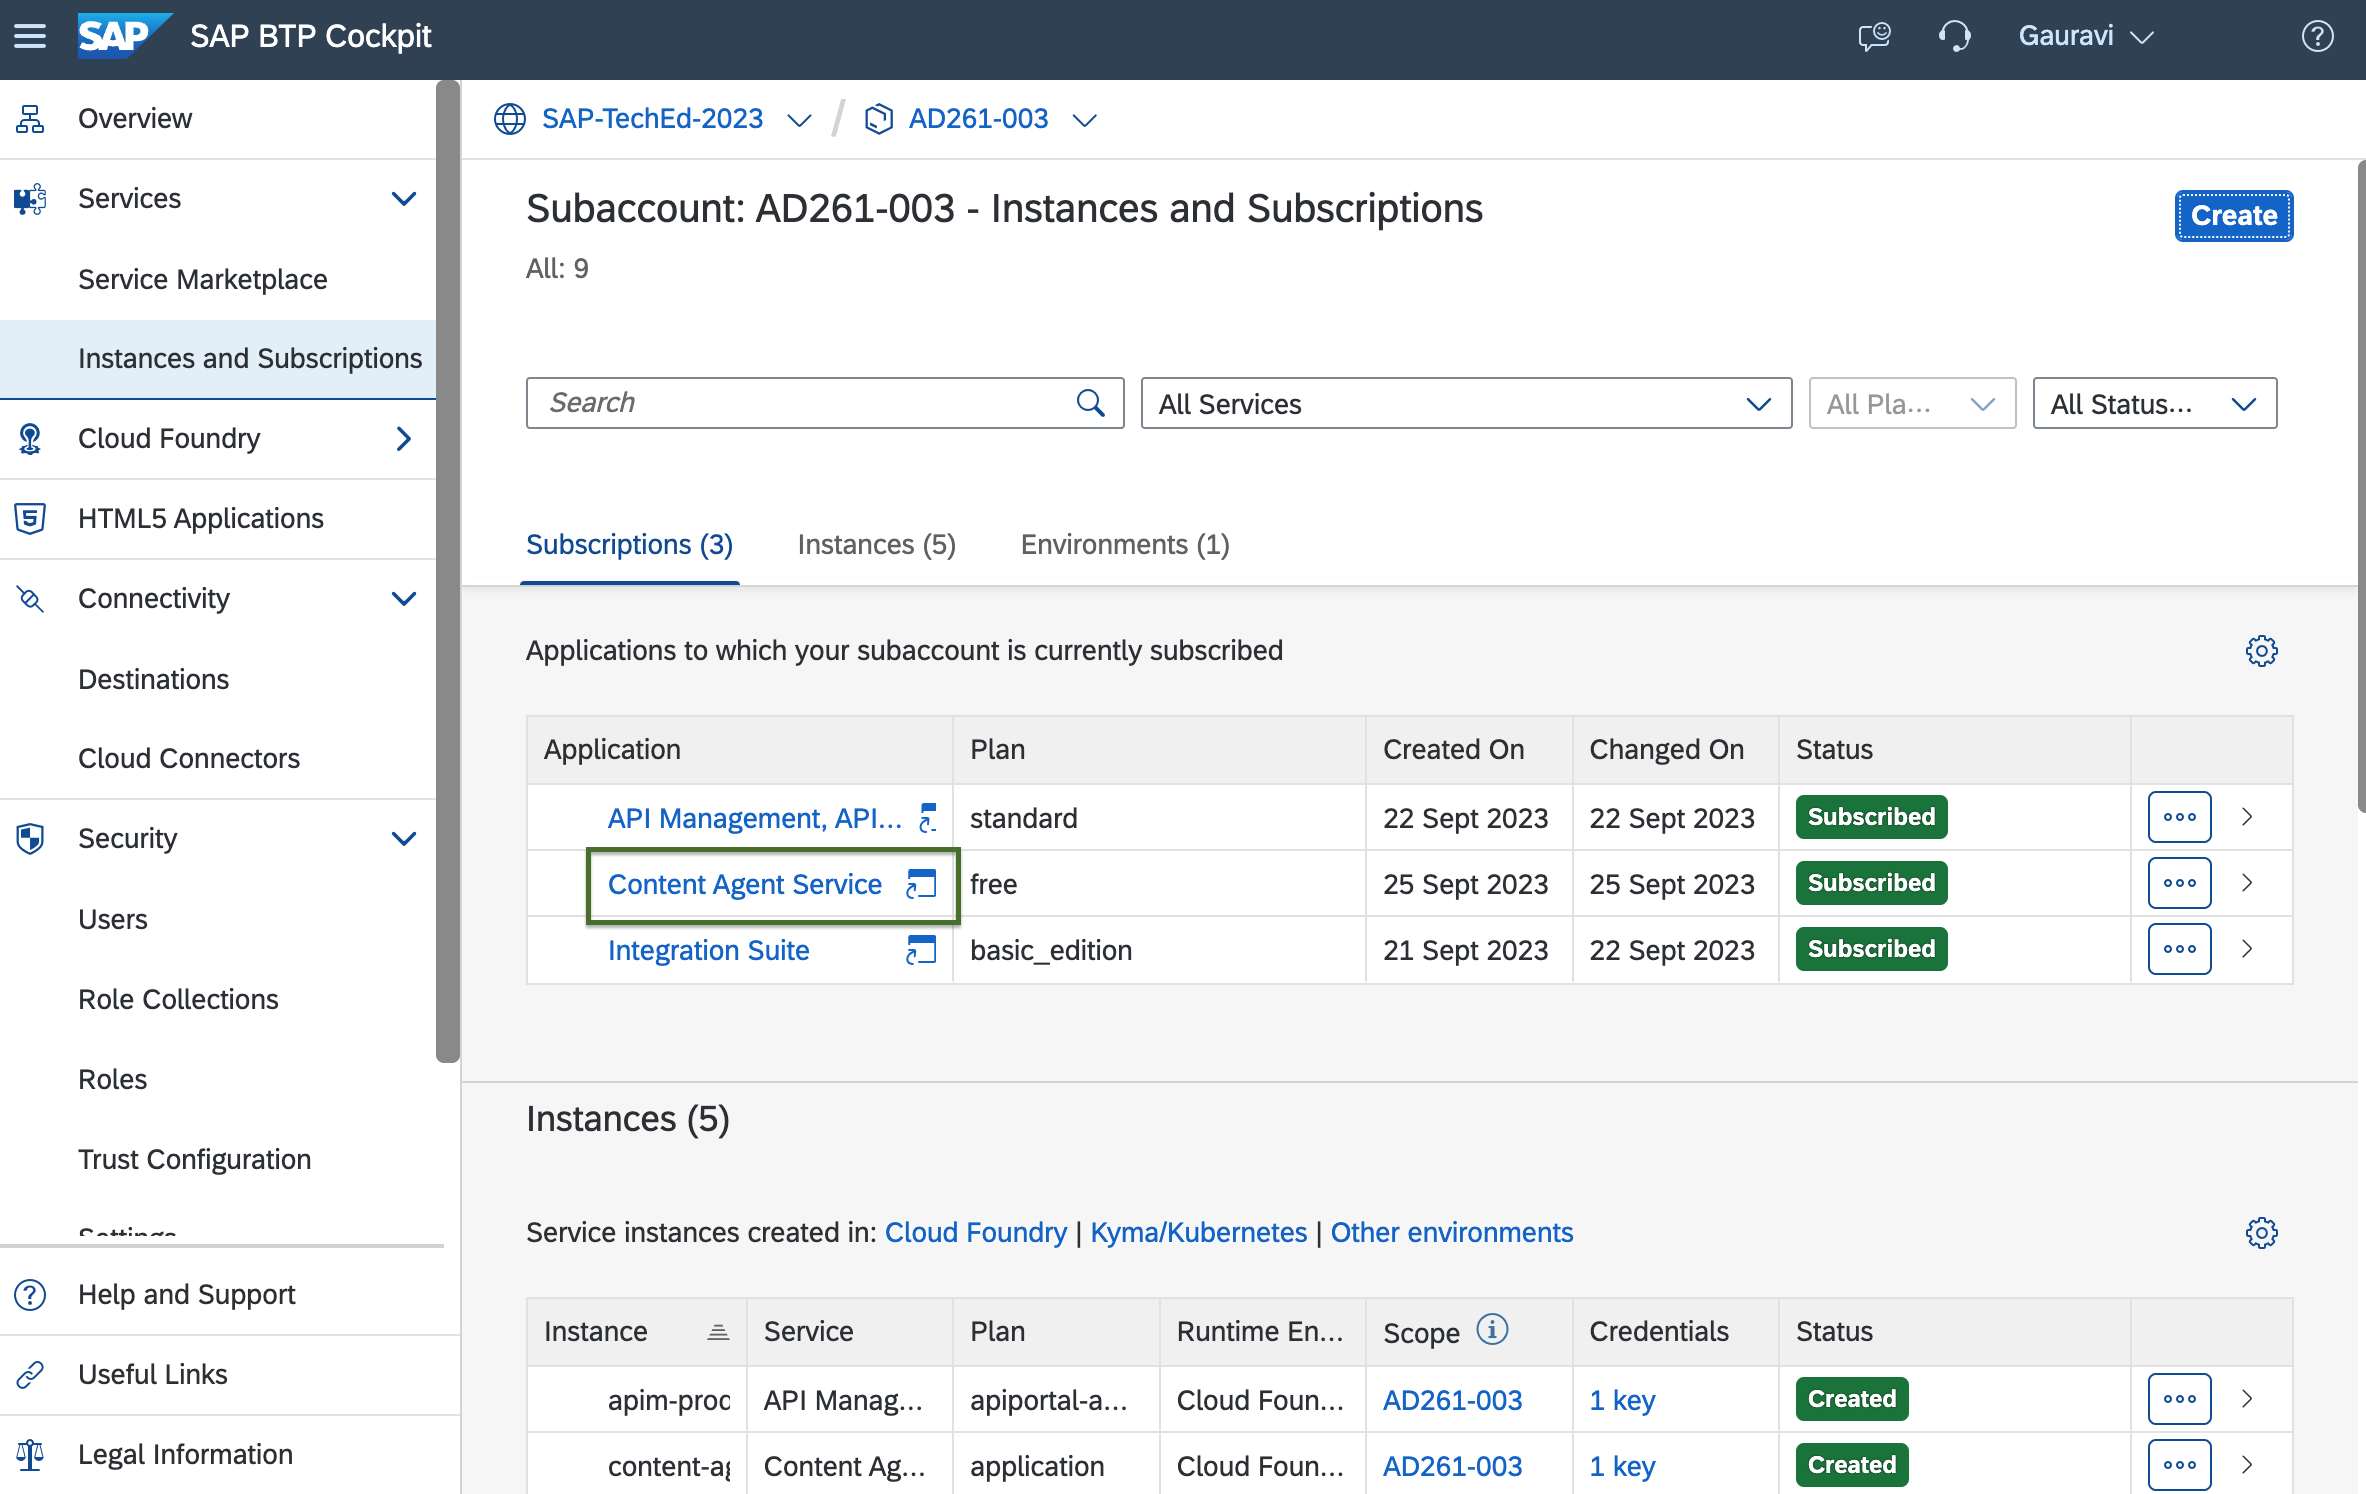 SAP SAP BTP Cockpit
Gauravi
Overview
Services
Service Marketplace
Instances and Subscriptions
Cloud Foundry
HTML5 Applications
Connectivity
Destinations
Cloud Connectors
Security
Users
Role Collections
Roles
Trust Configuration
Settings
Help and Support
Useful Links
Legal Information
SAP-TechEd-2023 / AD261-003
Subaccount: AD261-003 - Instances and Subscriptions
Create
All: 9
Search
All Services
All Pla...
All Status...
Subscriptions (3) Instances (5) Environments (1)
Applications to which your subaccount is currently subscribed
Application Plan Created On Changed On Status
API Management, API... standard 22 Sept 2023 22 Sept 2023 Subscribed
Content Agent Service free 25 Sept 2023 25 Sept 2023 Subscribed
Integration Suite basic_edition 21 Sept 2023 22 Sept 2023 Subscribed
Instances (5)
Service instances created in: Cloud Foundry | Kyma/Kubernetes | Other environments
Instance Service Plan Runtime En... Scope Credentials Status
apim-proc API Manag... apiportal-a... Cloud Foun... AD261-003 1 key Created
content-ag Content Ag... application Cloud Foun... AD261-003 1 key Created